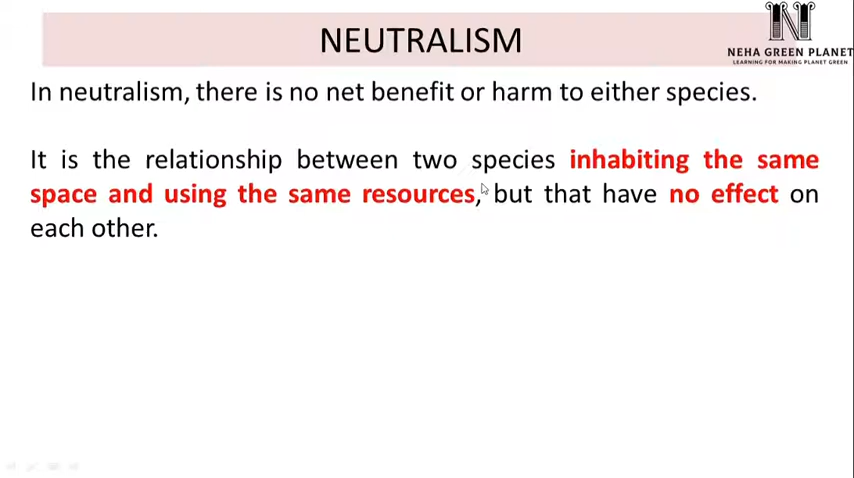 NEUTRALISM
NEHA GREEN PLANET
LEARNING FOR MAKING PLANET GREEN
In neutralism, there is no net benefit or harm to either species.
It is the relationship between two species inhabiting the same
space and using the same resources, but that have no effect on
each other.